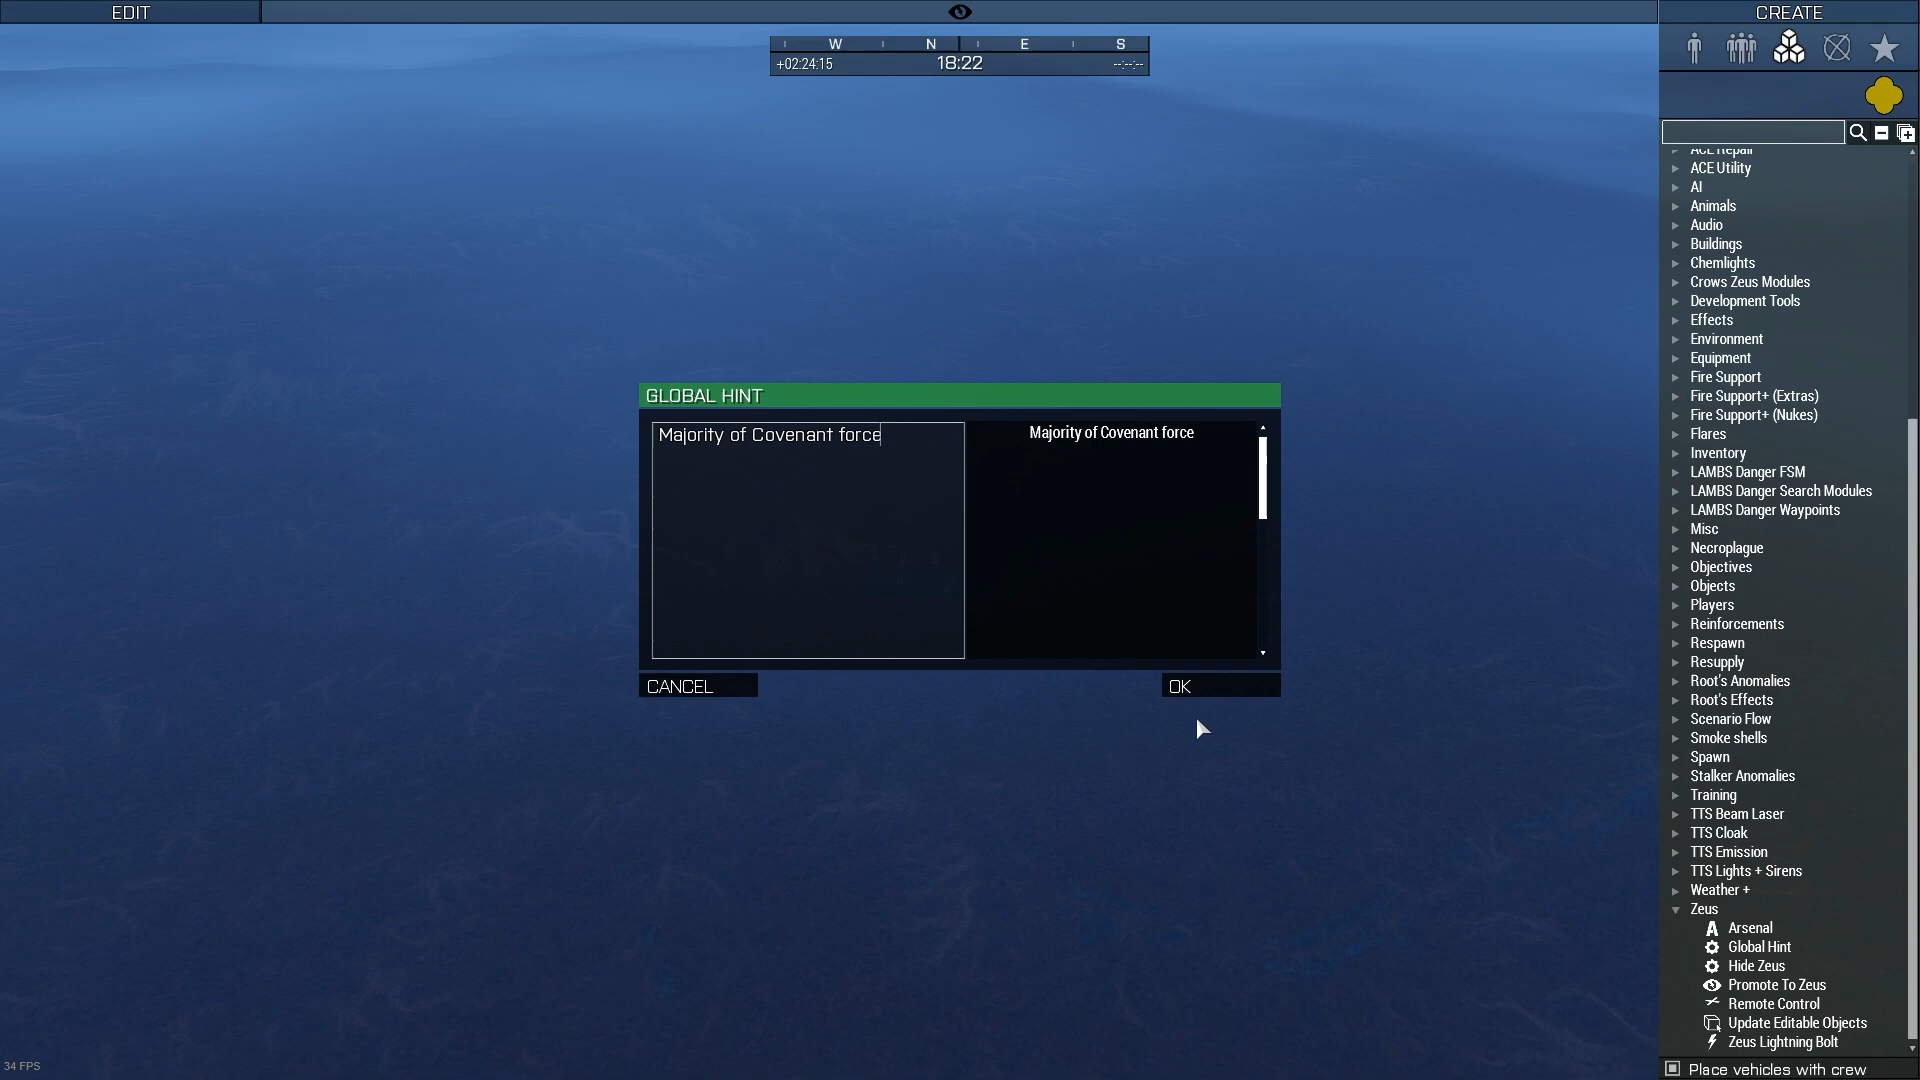 EDIT
CREATE
W N E S
+02:24:15 18:22 --:--:--
ACE Repair
ACE Utility
AI
Animals
Audio
Buildings
Chemlights
Crows Zeus Modules
Development Tools
Effects
Environment
Equipment
Fire Support
Fire Support+ (Extras)
Fire Support+ (Nukes)
Flares
Inventory
LAMBS Danger FSM
LAMBS Danger Search Modules
LAMBS Danger Waypoints
Misc
Necroplague
Objectives
Objects
Players
Reinforcements
Respawn
Resupply
Root's Anomalies
Root's Effects
Scenario Flow
Smoke shells
Spawn
Stalker Anomalies
Training
TTS Beam Laser
TTS Cloak
TTS Emission
TTS Lights + Sirens
Weather +
Zeus
Arsenal
Global Hint
Hide Zeus
Promote To Zeus
Remote Control
Update Editable Objects
Zeus Lightning Bolt
Place vehicles with crew
GLOBAL HINT
Majority of Covenant force
Majority of Covenant force
CANCEL
OK
34 FPS